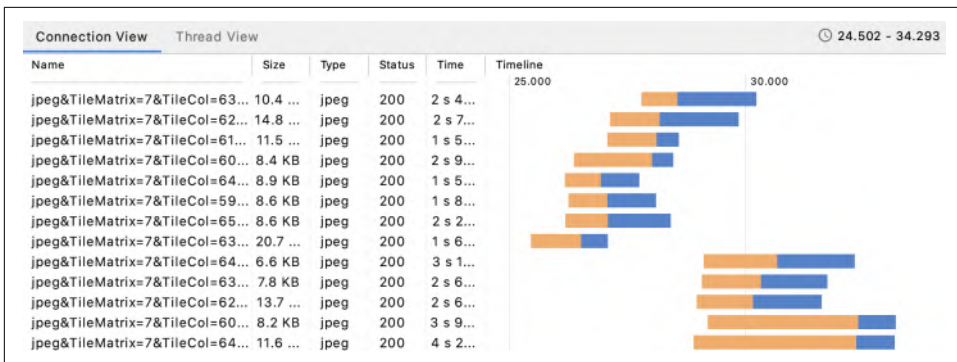 Connection View Thread View 24.502 - 34.293
Name Size Type Status Time Timeline
25.000 30.000
jpeg&TileMatrix=7&TileCol=63... 10.4 ... jpeg 200 2 s 4...
jpeg&TileMatrix=7&TileCol=62... 14.8 ... jpeg 200 2 s 7...
jpeg&TileMatrix=7&TileCol=61... 11.5 ... jpeg 200 1 s 5...
jpeg&TileMatrix=7&TileCol=60... 8.4 KB jpeg 200 2 s 9...
jpeg&TileMatrix=7&TileCol=64... 8.9 KB jpeg 200 1 s 5...
jpeg&TileMatrix=7&TileCol=59... 8.6 KB jpeg 200 1 s 8...
jpeg&TileMatrix=7&TileCol=65... 8.6 KB jpeg 200 2 s 2...
jpeg&TileMatrix=7&TileCol=63... 20.7 ... jpeg 200 1 s 6...
jpeg&TileMatrix=7&TileCol=64... 6.6 KB jpeg 200 3 s 1...
jpeg&TileMatrix=7&TileCol=63... 7.8 KB jpeg 200 2 s 6...
jpeg&TileMatrix=7&TileCol=62... 13.7 ... jpeg 200 2 s 6...
jpeg&TileMatrix=7&TileCol=60... 8.2 KB jpeg 200 3 s 9...
jpeg&TileMatrix=7&TileCol=64... 11.6 ... jpeg 200 4 s 2...